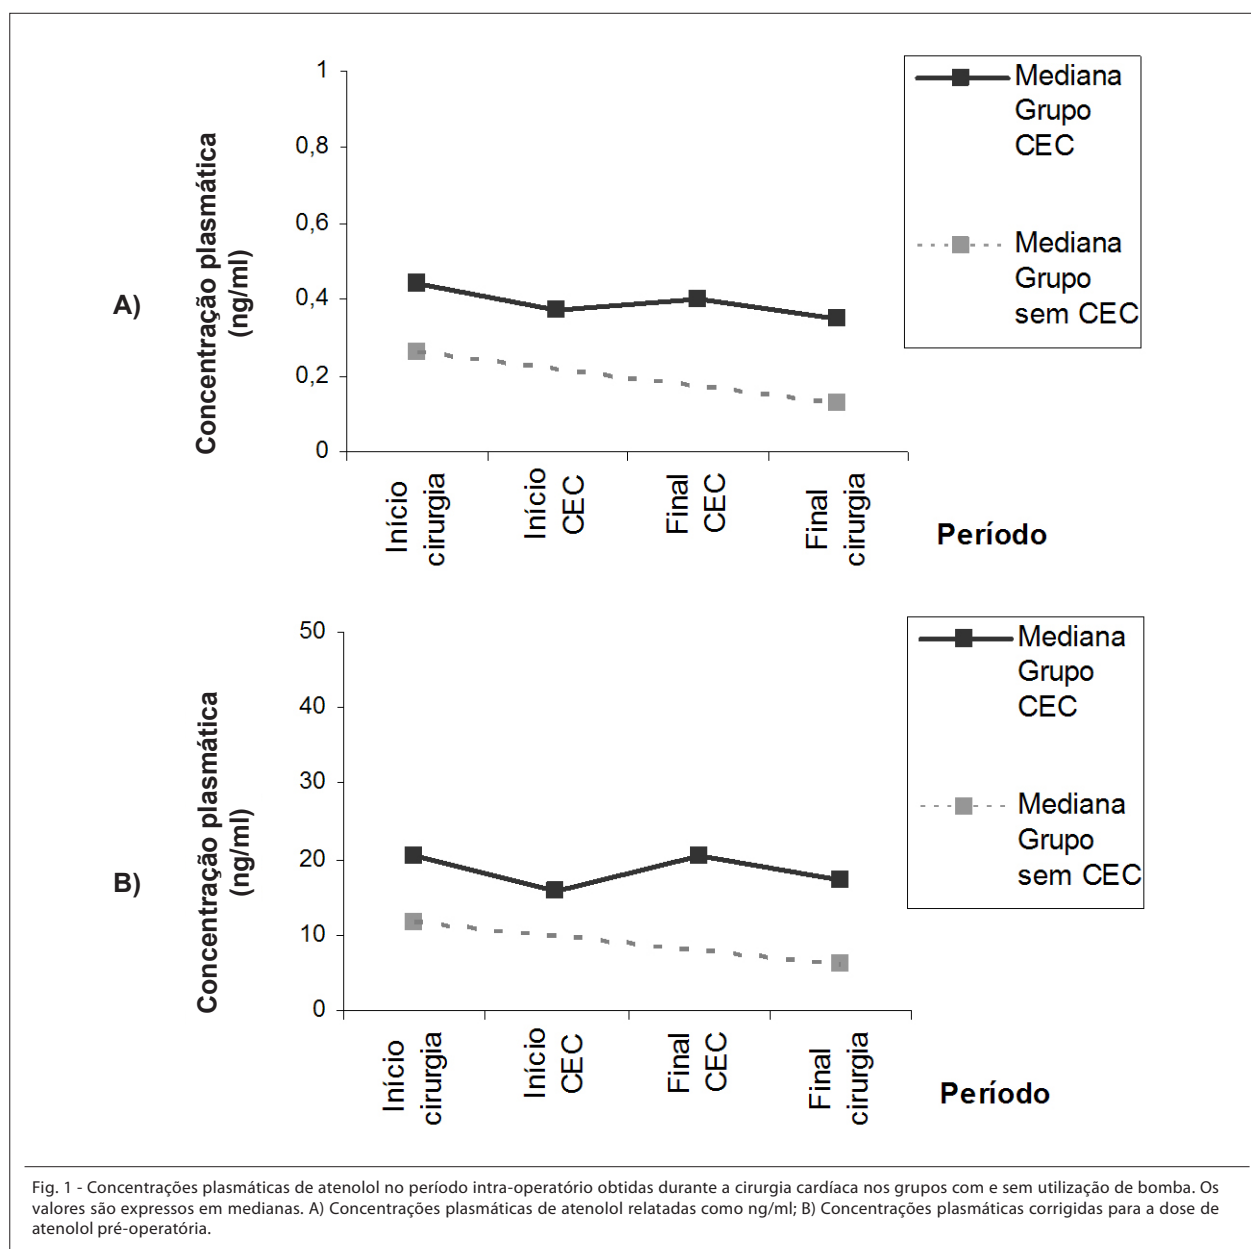 A)
Concentração plasmática
(ng/ml)
1
0,8
0,6
0,4
0,2
0
Início
cirurgia
Início
CEC
Final
CEC
Final
cirurgia
Período
Mediana
Grupo
CEC
Mediana
Grupo
sem CEC
B)
Concentração plasmática
(ng/ml)
50
40
30
20
10
0
Início
cirurgia
Início
CEC
Final
CEC
Final
cirurgia
Período
Mediana
Grupo
CEC
Mediana
Grupo
sem CEC
Fig. 1 - Concentrações plasmáticas de atenolol no período intra-operatório obtidas durante a cirurgia cardíaca nos grupos com e sem utilização de bomba. Os
valores são expressos em medianas. A) Concentrações plasmáticas de atenolol relatadas como ng/ml; B) Concentrações plasmáticas corrigidas para a dose de
atenolol pré-operatória.